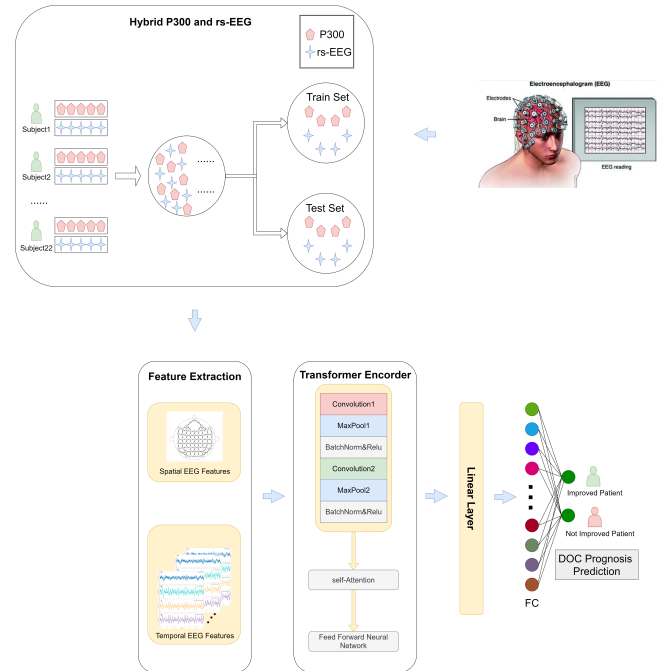 Hybrid P300 and rs-EEG
P300
rs-EEG
Subject1
Subject2
......
Subject22
......
......
Train Set
Test Set
Electroencephalogram (EEG)
Electrodes
Brain
EEG reading
Feature Extraction
Spatial EEG Features
Temporal EEG Features
Transformer Encorder
Convolution1
MaxPool1
BatchNorm&Relu
Convolution2
MaxPool2
BatchNorm&Relu
self-Attention
Feed Forward Neural
Network
Linear Layer
FC
Improved Patient
Not Improved Patient
DOC Prognosis
Prediction